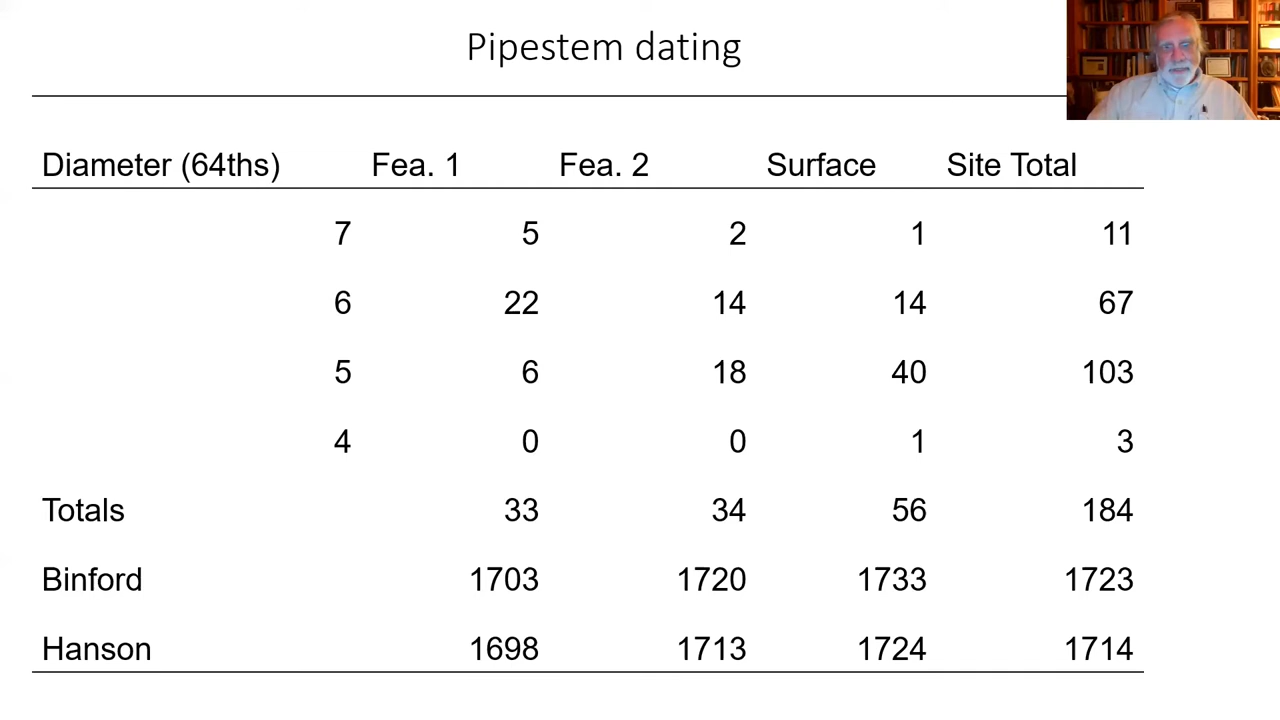 Pipestem dating
Diameter (64ths) Fea. 1 Fea. 2 Surface Site Total
7 5 2 1 11
6 22 14 14 67
5 6 18 40 103
4 0 0 1 3
Totals 33 34 56 184
Binford 1703 1720 1733 1723
Hanson 1698 1713 1724 1714